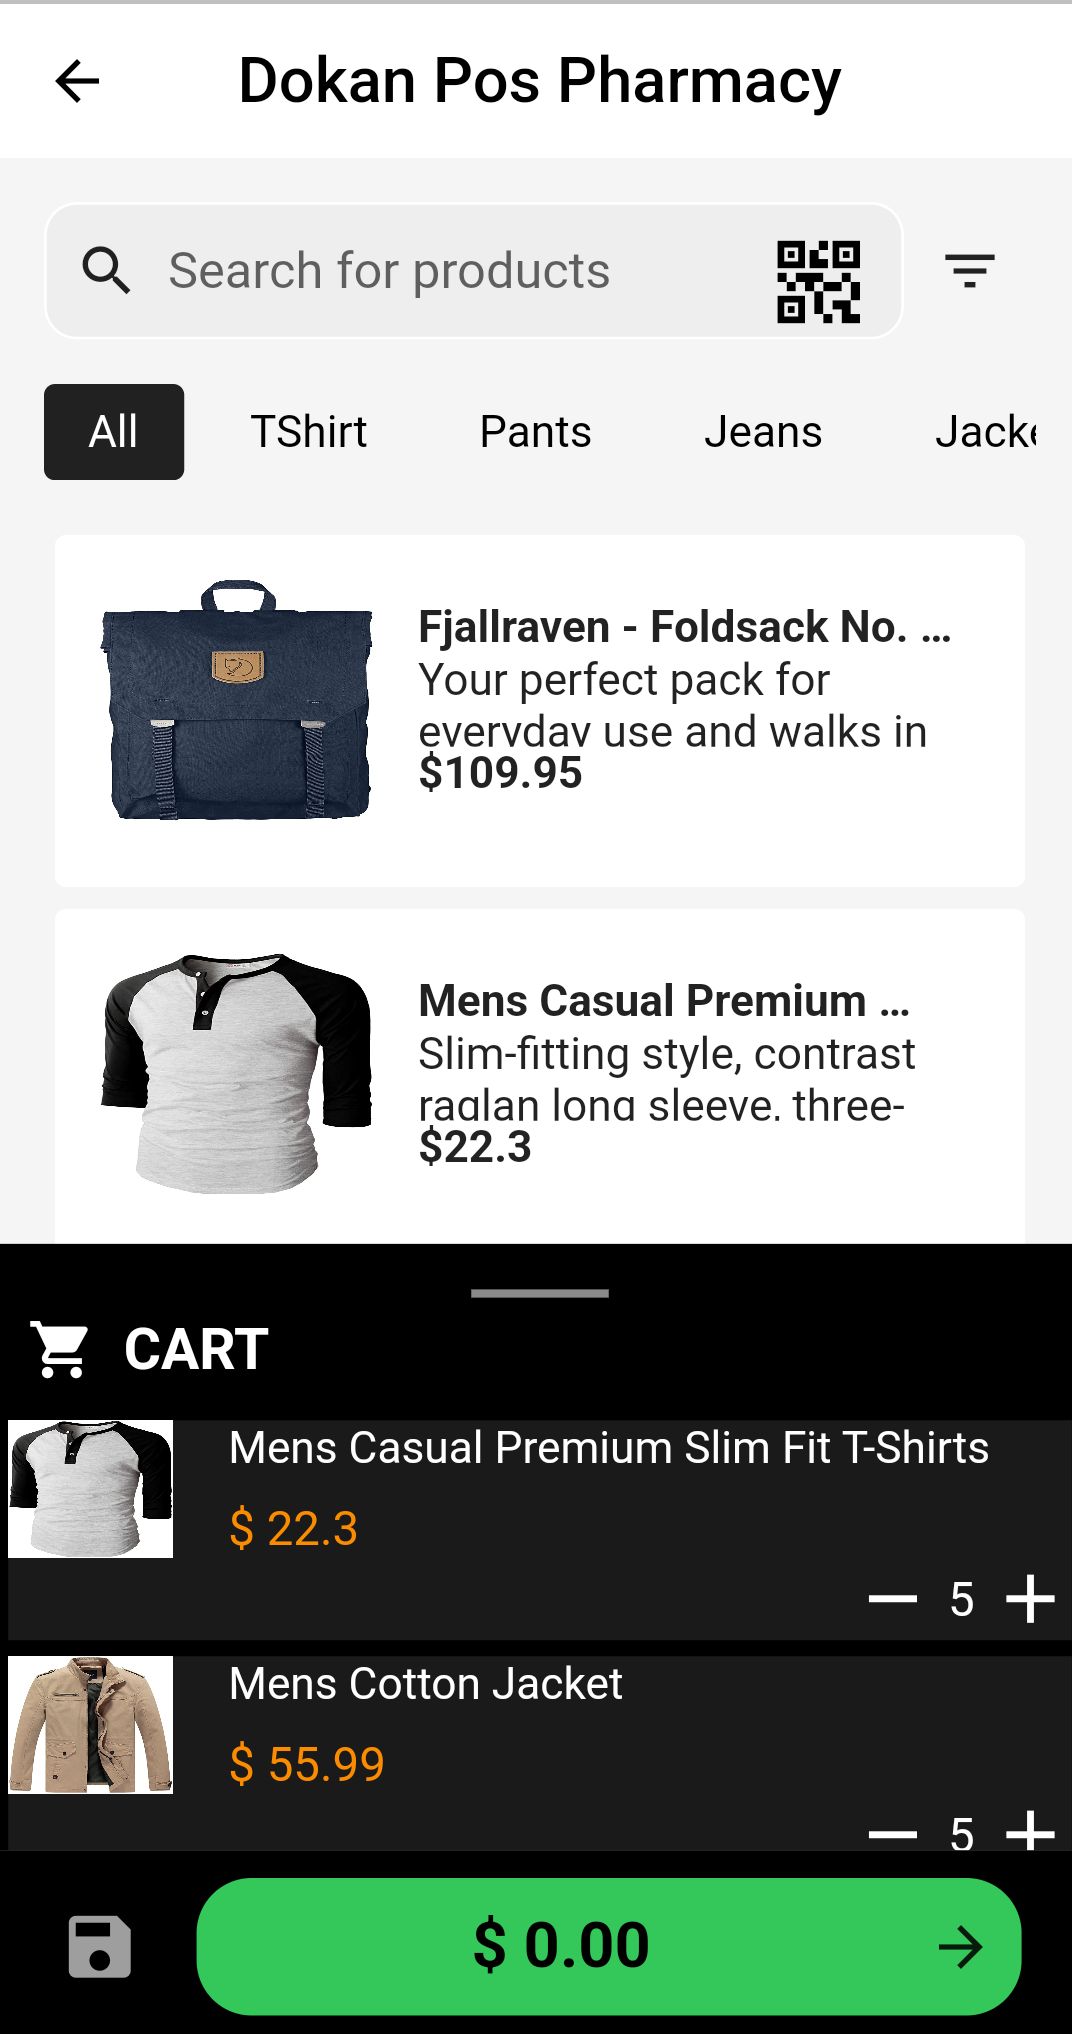 Dokan Pos Pharmacy
Search for products
All TShirt Pants Jeans Jacke
Fjallraven - Foldsack No. ...
Your perfect pack for
everyday use and walks in
$109.95
Mens Casual Premium ...
Slim-fitting style, contrast
raglan long sleeve, three-
$22.3
CART
Mens Casual Premium Slim Fit T-Shirts
$ 22.3
5
Mens Cotton Jacket
$ 55.99
5
$ 0.00